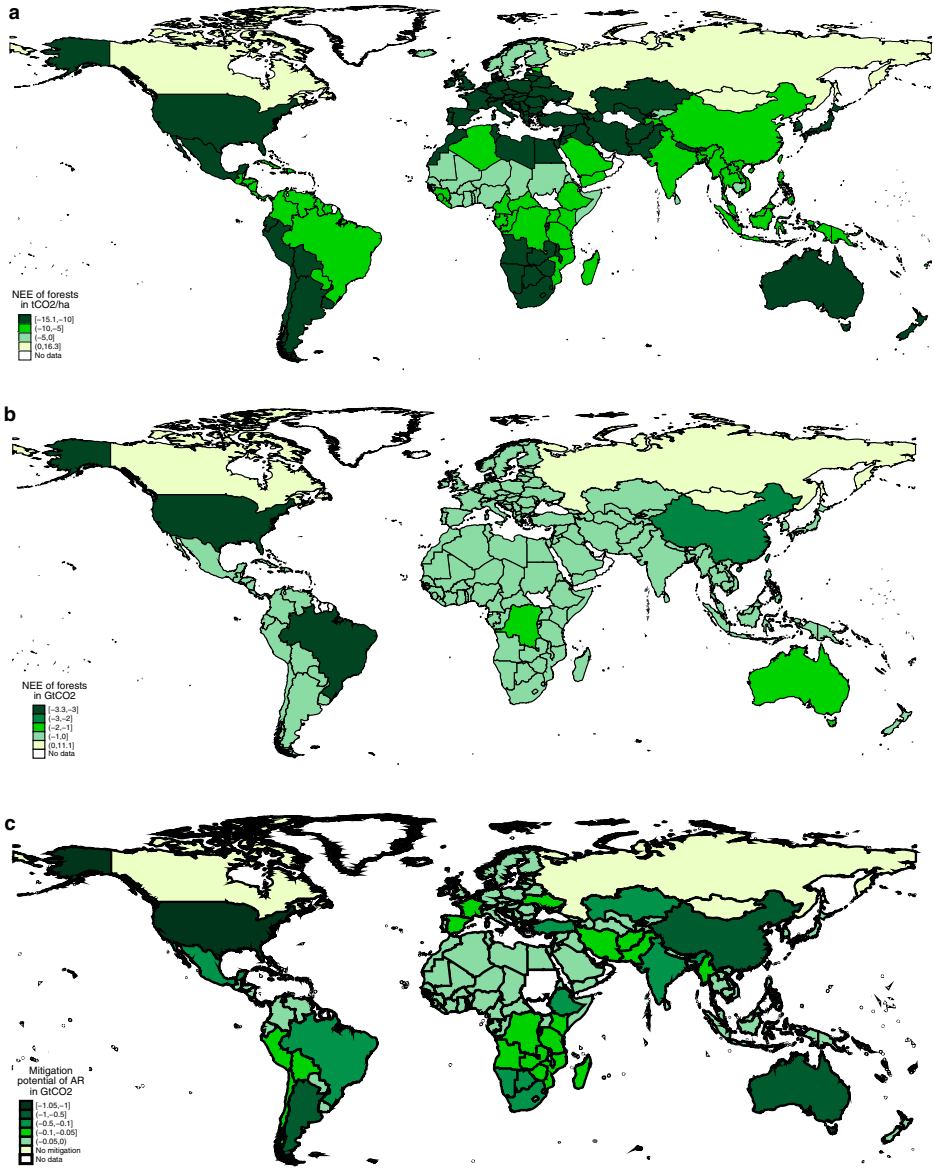 a
NEE of forests
in tCO2/ha
[−15.1,−10]
(−10,−5]
(−5,0]
(0,16.3]
No data
b
NEE of forests
in GtCO2
[−3.3,−3]
(−3,−2]
(−2,−1]
(−1,0]
(0,11.1]
No data
c
Mitigation
potential of AR
in GtCO2
[−1.05,−1]
(−1,−0.5]
(−0.5,−0.1]
(−0.1,−0.05]
(−0.05,0)
No mitigation
No data